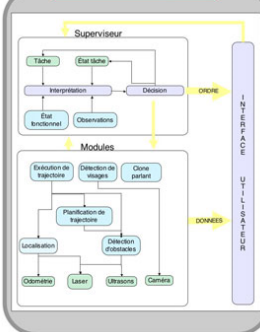 Superviseur
Tâche
État tâche
Interprétation
Décision
ORDRE
État
fonctionnel
Observations
Modules
Exécution de
trajectoire
Détection de
visages
Clone
parlant
Planification de
trajectoire
DONNEES
Localisation
Détection
d'obstacles
Odométrie
Laser
Ultrasons
Caméra
INTERFACE
UTILISATEUR